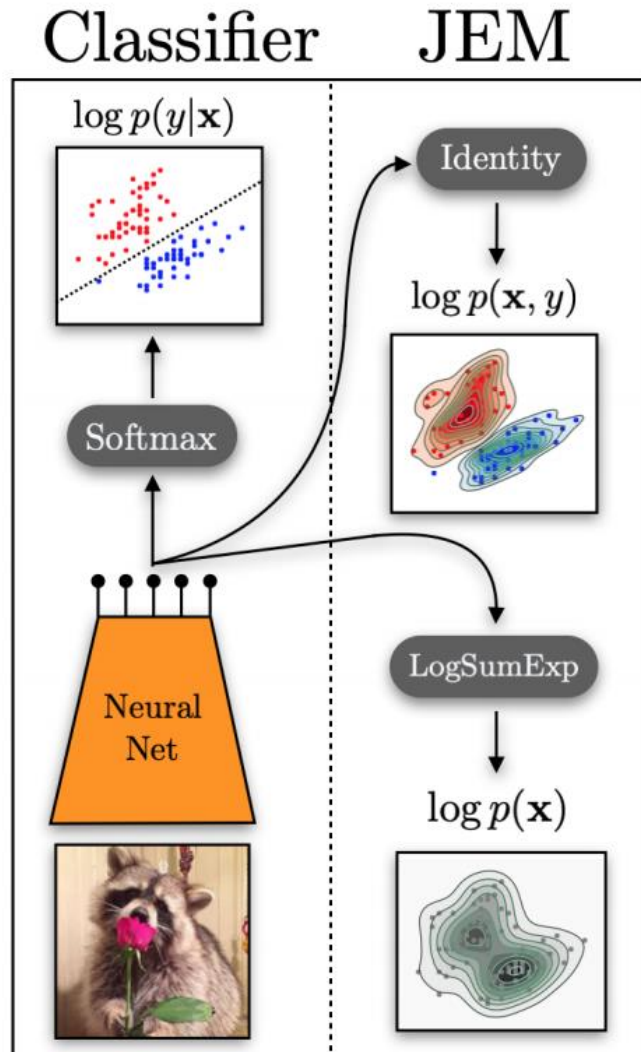 Classifier
JEM
log p(y|𝐱)
Softmax
Neural
Net
Identity
log p(𝐱, y)
LogSumExp
log p(𝐱)